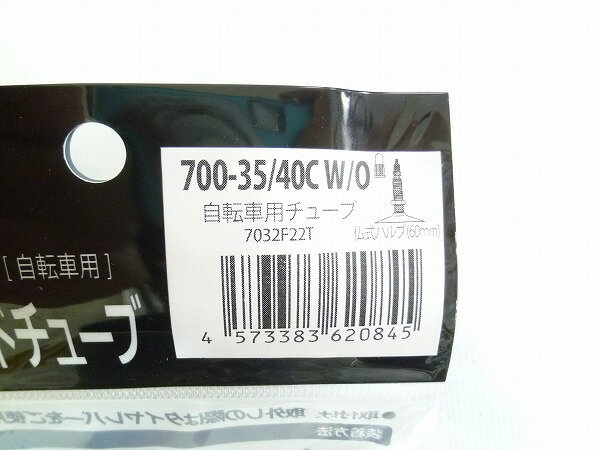 700-35/40C W/O
自転車用チューブ
7032F22T
仏式バルブ(60mm)
4 573383 620845
[ 自転車用 ]
ドチューブ